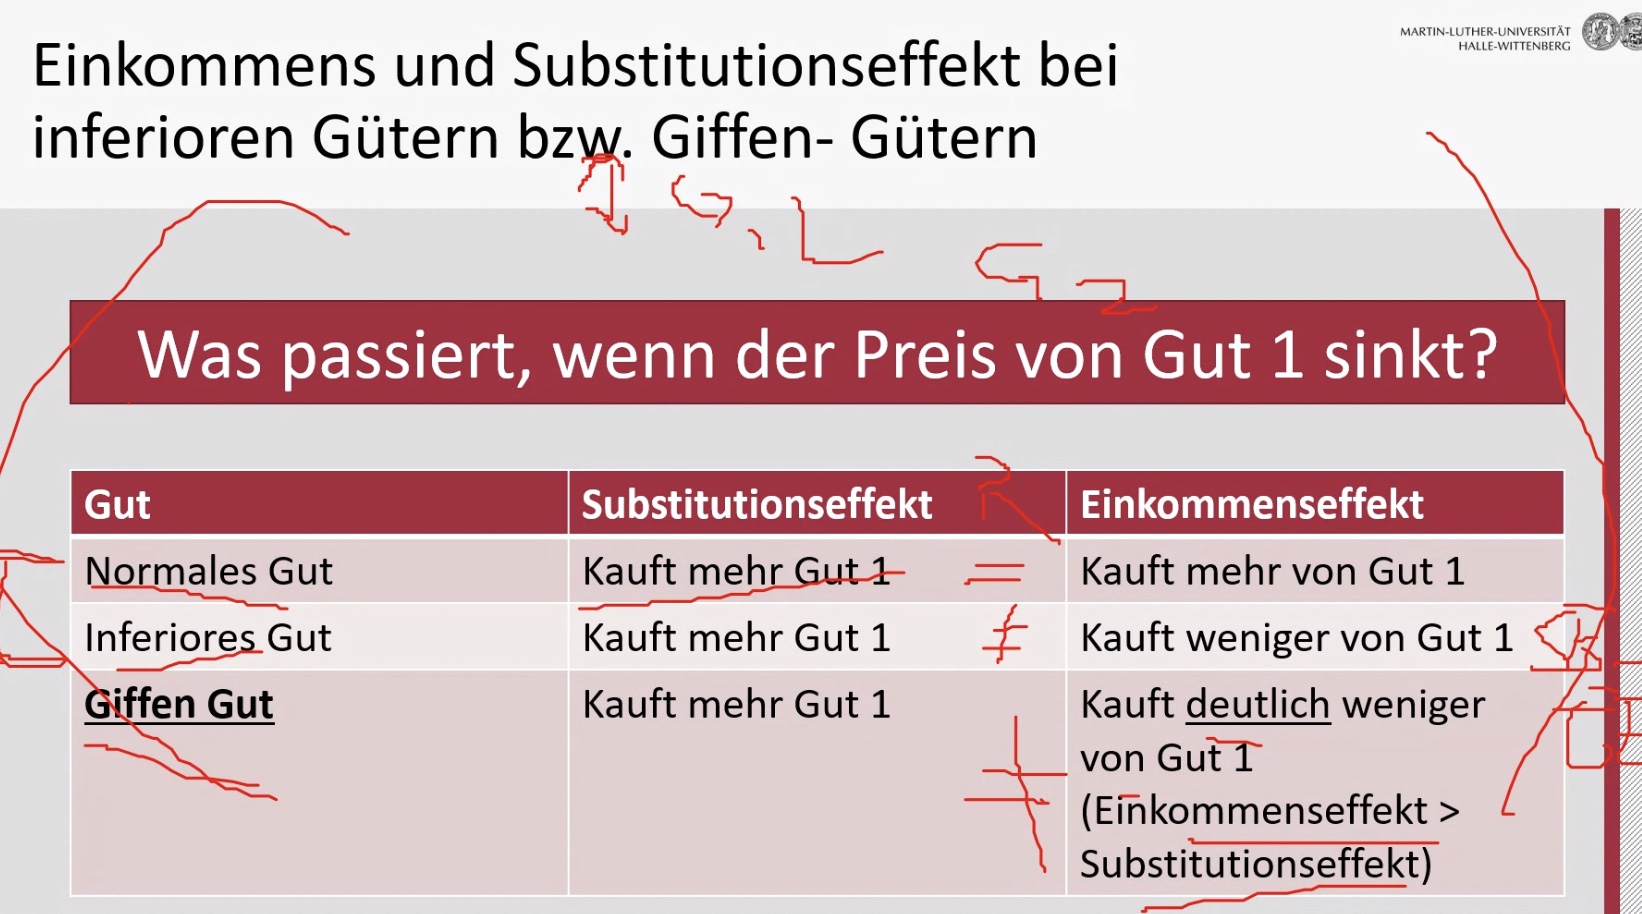 MARTIN-LUTHER-UNIVERSITÄT
HALLE-WITTENBERG
Einkommens und Substitutionseffekt bei
inferioren Gütern bzw. Giffen- Gütern
Was passiert, wenn der Preis von Gut 1 sinkt?
Gut Substitutionseffekt Einkommenseffekt
Normales Gut Kauft mehr Gut 1 = Kauft mehr von Gut 1
Inferiores Gut Kauft mehr Gut 1 ≠ Kauft weniger von Gut 1
Giffen Gut Kauft mehr Gut 1 ≠ Kauft deutlich weniger
von Gut 1
(Einkommenseffekt >
Substitutionseffekt)